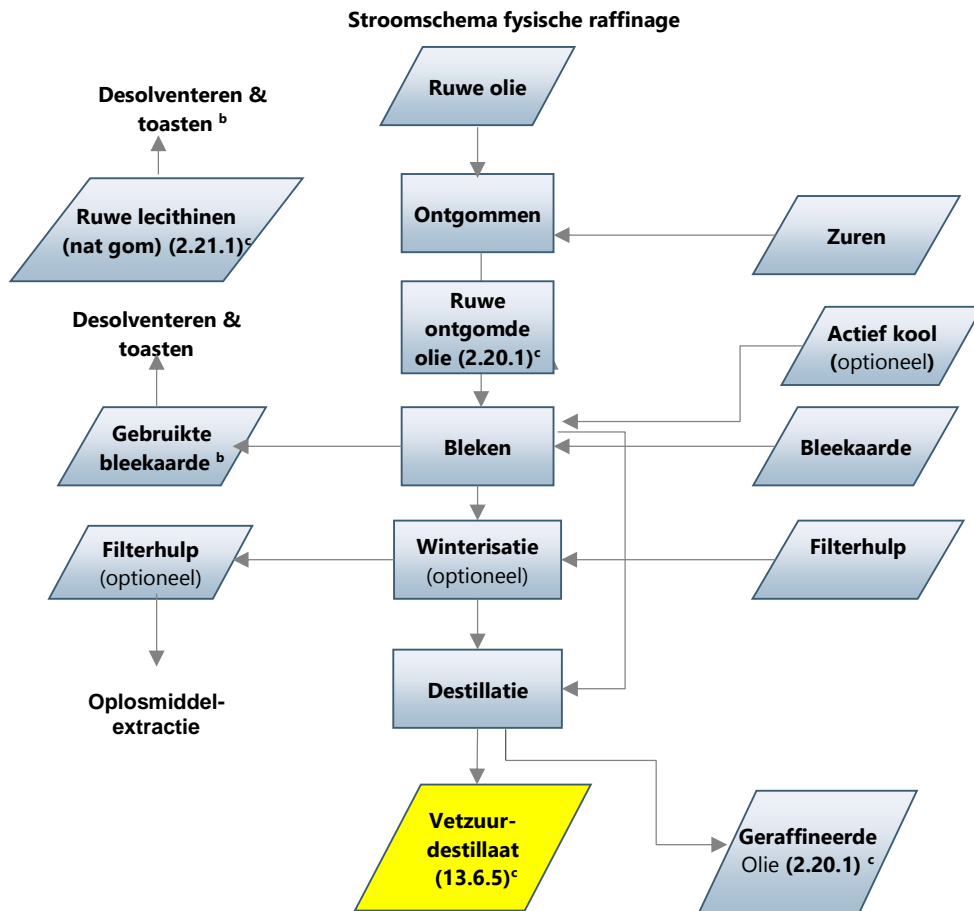 Stroomschema fysische raffinage
Ruwe olie
Desolventeren &
toasten ᵇ
Ruwe lecithinen
(nat gom) (2.21.1)ᶜ
Ontgommen
Zuren
Ruwe
ontgomde
olie (2.20.1)ᶜ
Desolventeren &
toasten
Actief kool
(optioneel)
Gebruikte
bleekaarde ᵇ
Bleken
Bleekaarde
Filterhulp
(optioneel)
Winterisatie
(optioneel)
Filterhulp
Destillatie
Oplosmiddel-
extractie
Vetzuur-
destillaat
(13.6.5)ᶜ
Geraffineerde
Olie (2.20.1) ᶜ